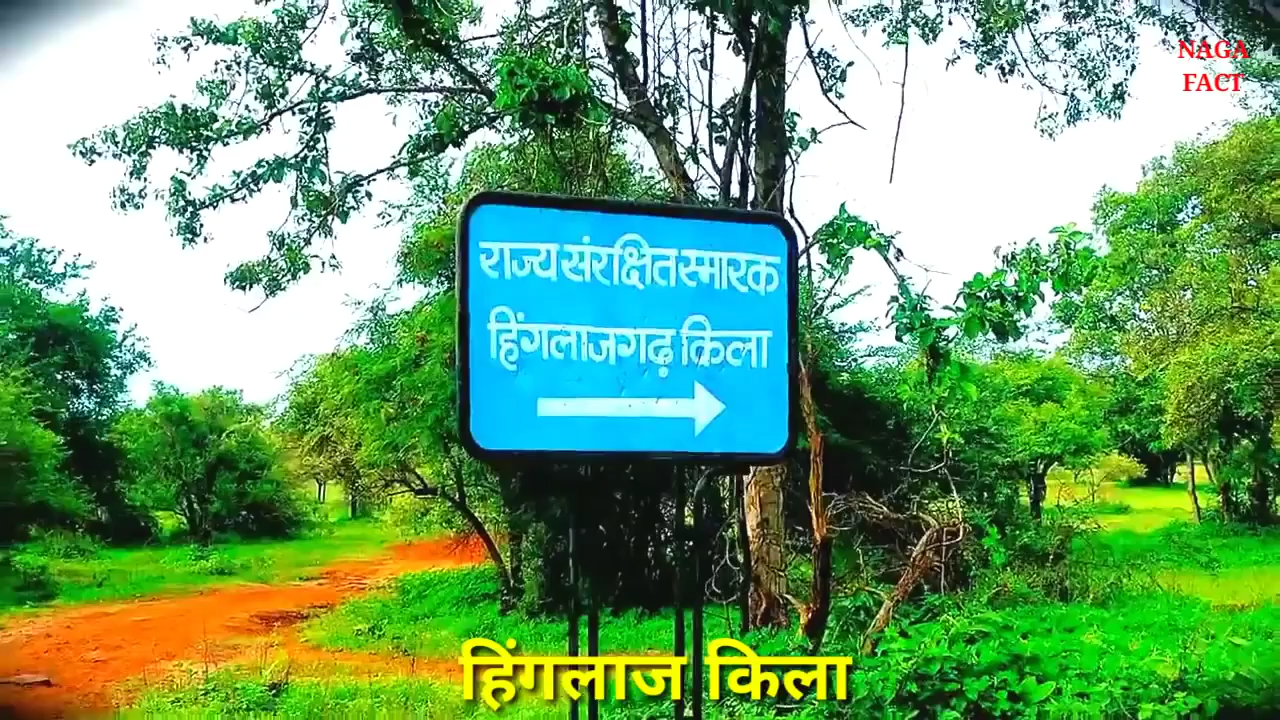 NAGA
FACT
राज्य संरक्षित स्मारक
हिंगलाजगढ़ किला
हिंगलाज किला